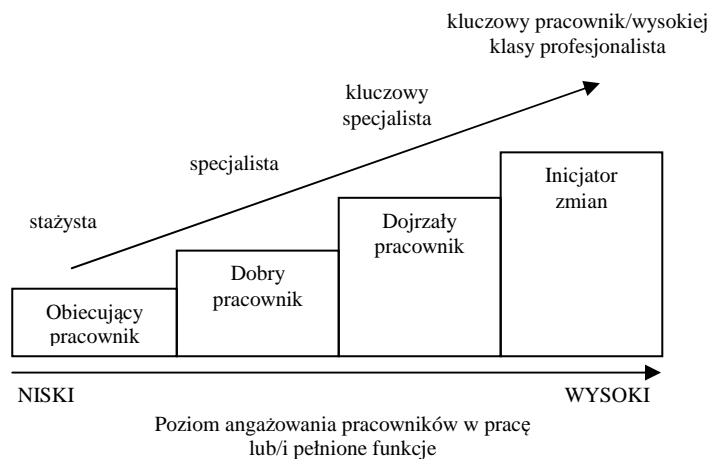 kluczowy pracownik/wysokiej
klasy profesjonalista
kluczowy
specjalista
specjalista
stażysta
Inicjator
zmian
Dojrzały
pracownik
Dobry
pracownik
Obiecujący
pracownik
NISKI
WYSOKI
Poziom angażowania pracowników w pracę
lub/i pełnione funkcje